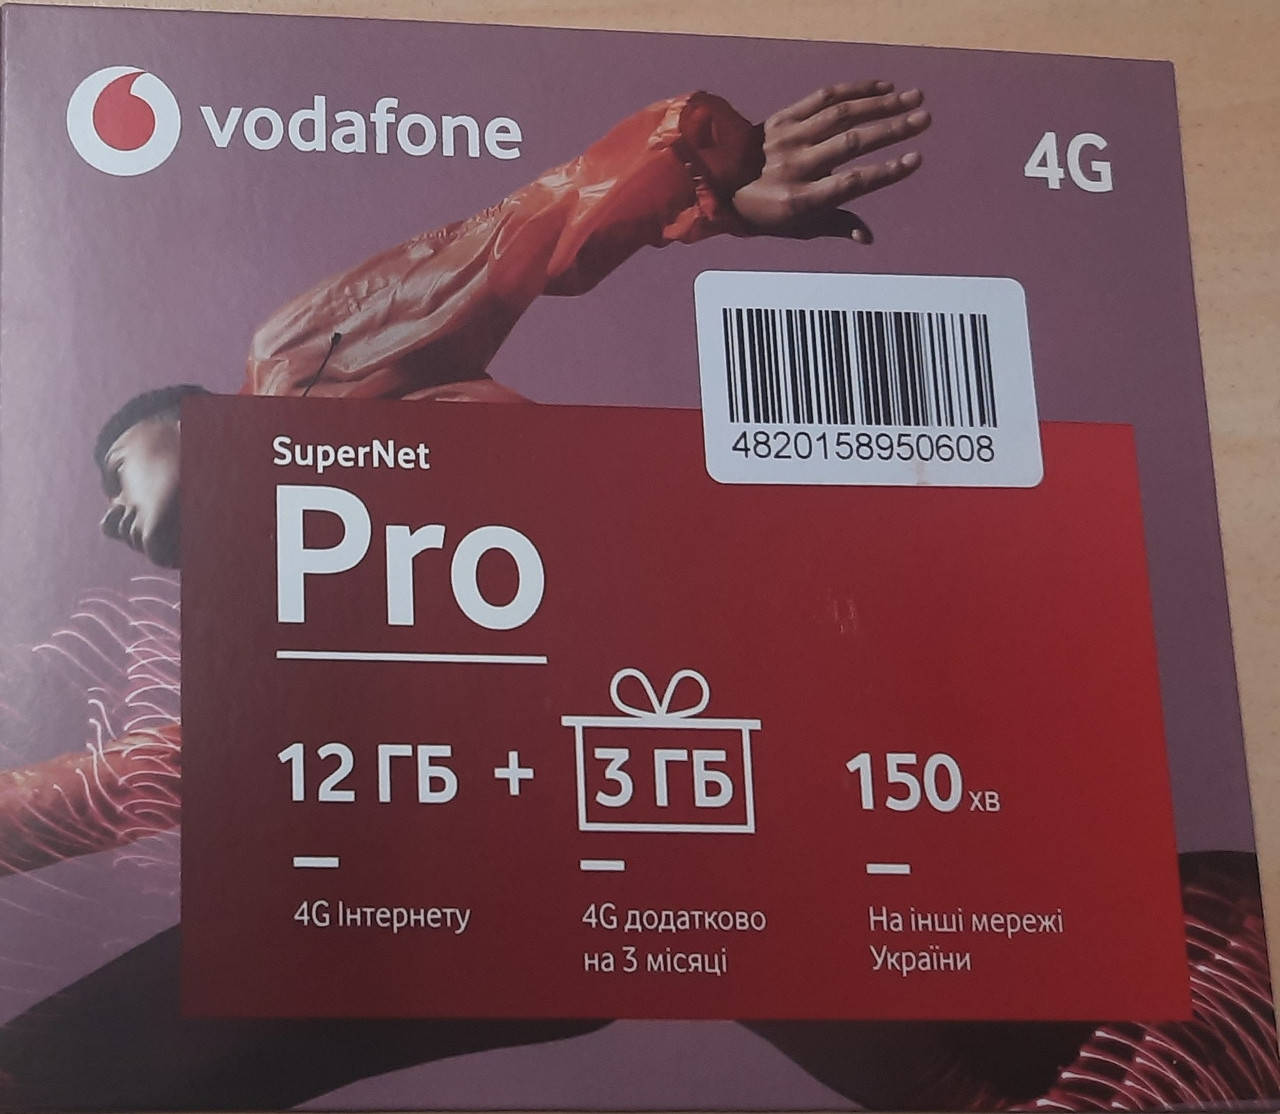 vodafone
4G
4820158950608
SuperNet
Pro
12 ГБ + 3 ГБ 150 хв
4G Інтернету
4G додатково
на 3 місяці
На інші мережі
України